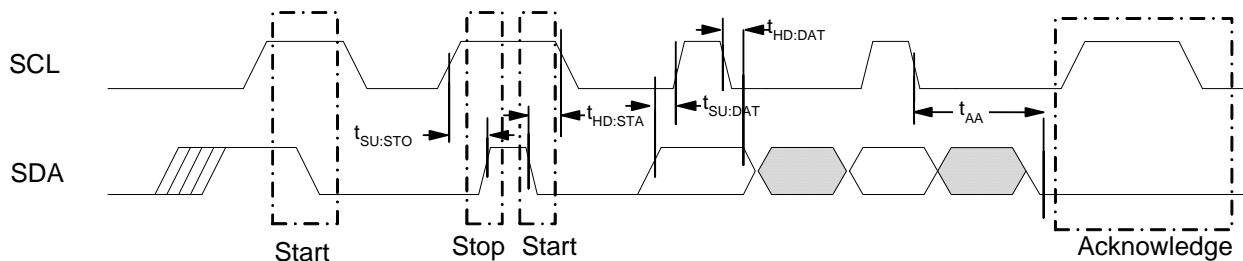 SCL
tHD:DAT
tHD:STA
tSU:DAT
tAA
tSU:STO
SDA
Start
Stop
Start
Acknowledge